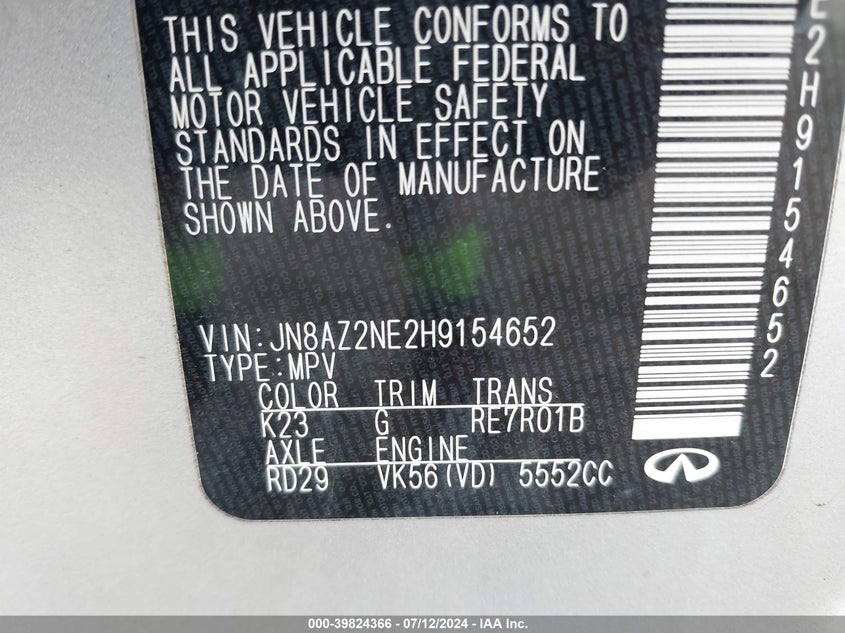 THIS VEHICLE CONFORMS TO
ALL APPLICABLE FEDERAL
MOTOR VEHICLE SAFETY
STANDARDS IN EFFECT ON
THE DATE OF MANUFACTURE
SHOWN ABOVE.
VIN:JN8AZ2NE2H9154652
TYPE:MPV
COLOR TRIM TRANS
K23 G RE7R01B
AXLE ENGINE
RD29 VK56(VD) 5552CC
E2H9154652
000-39824366 - 07/12/2024 - IAA Inc.